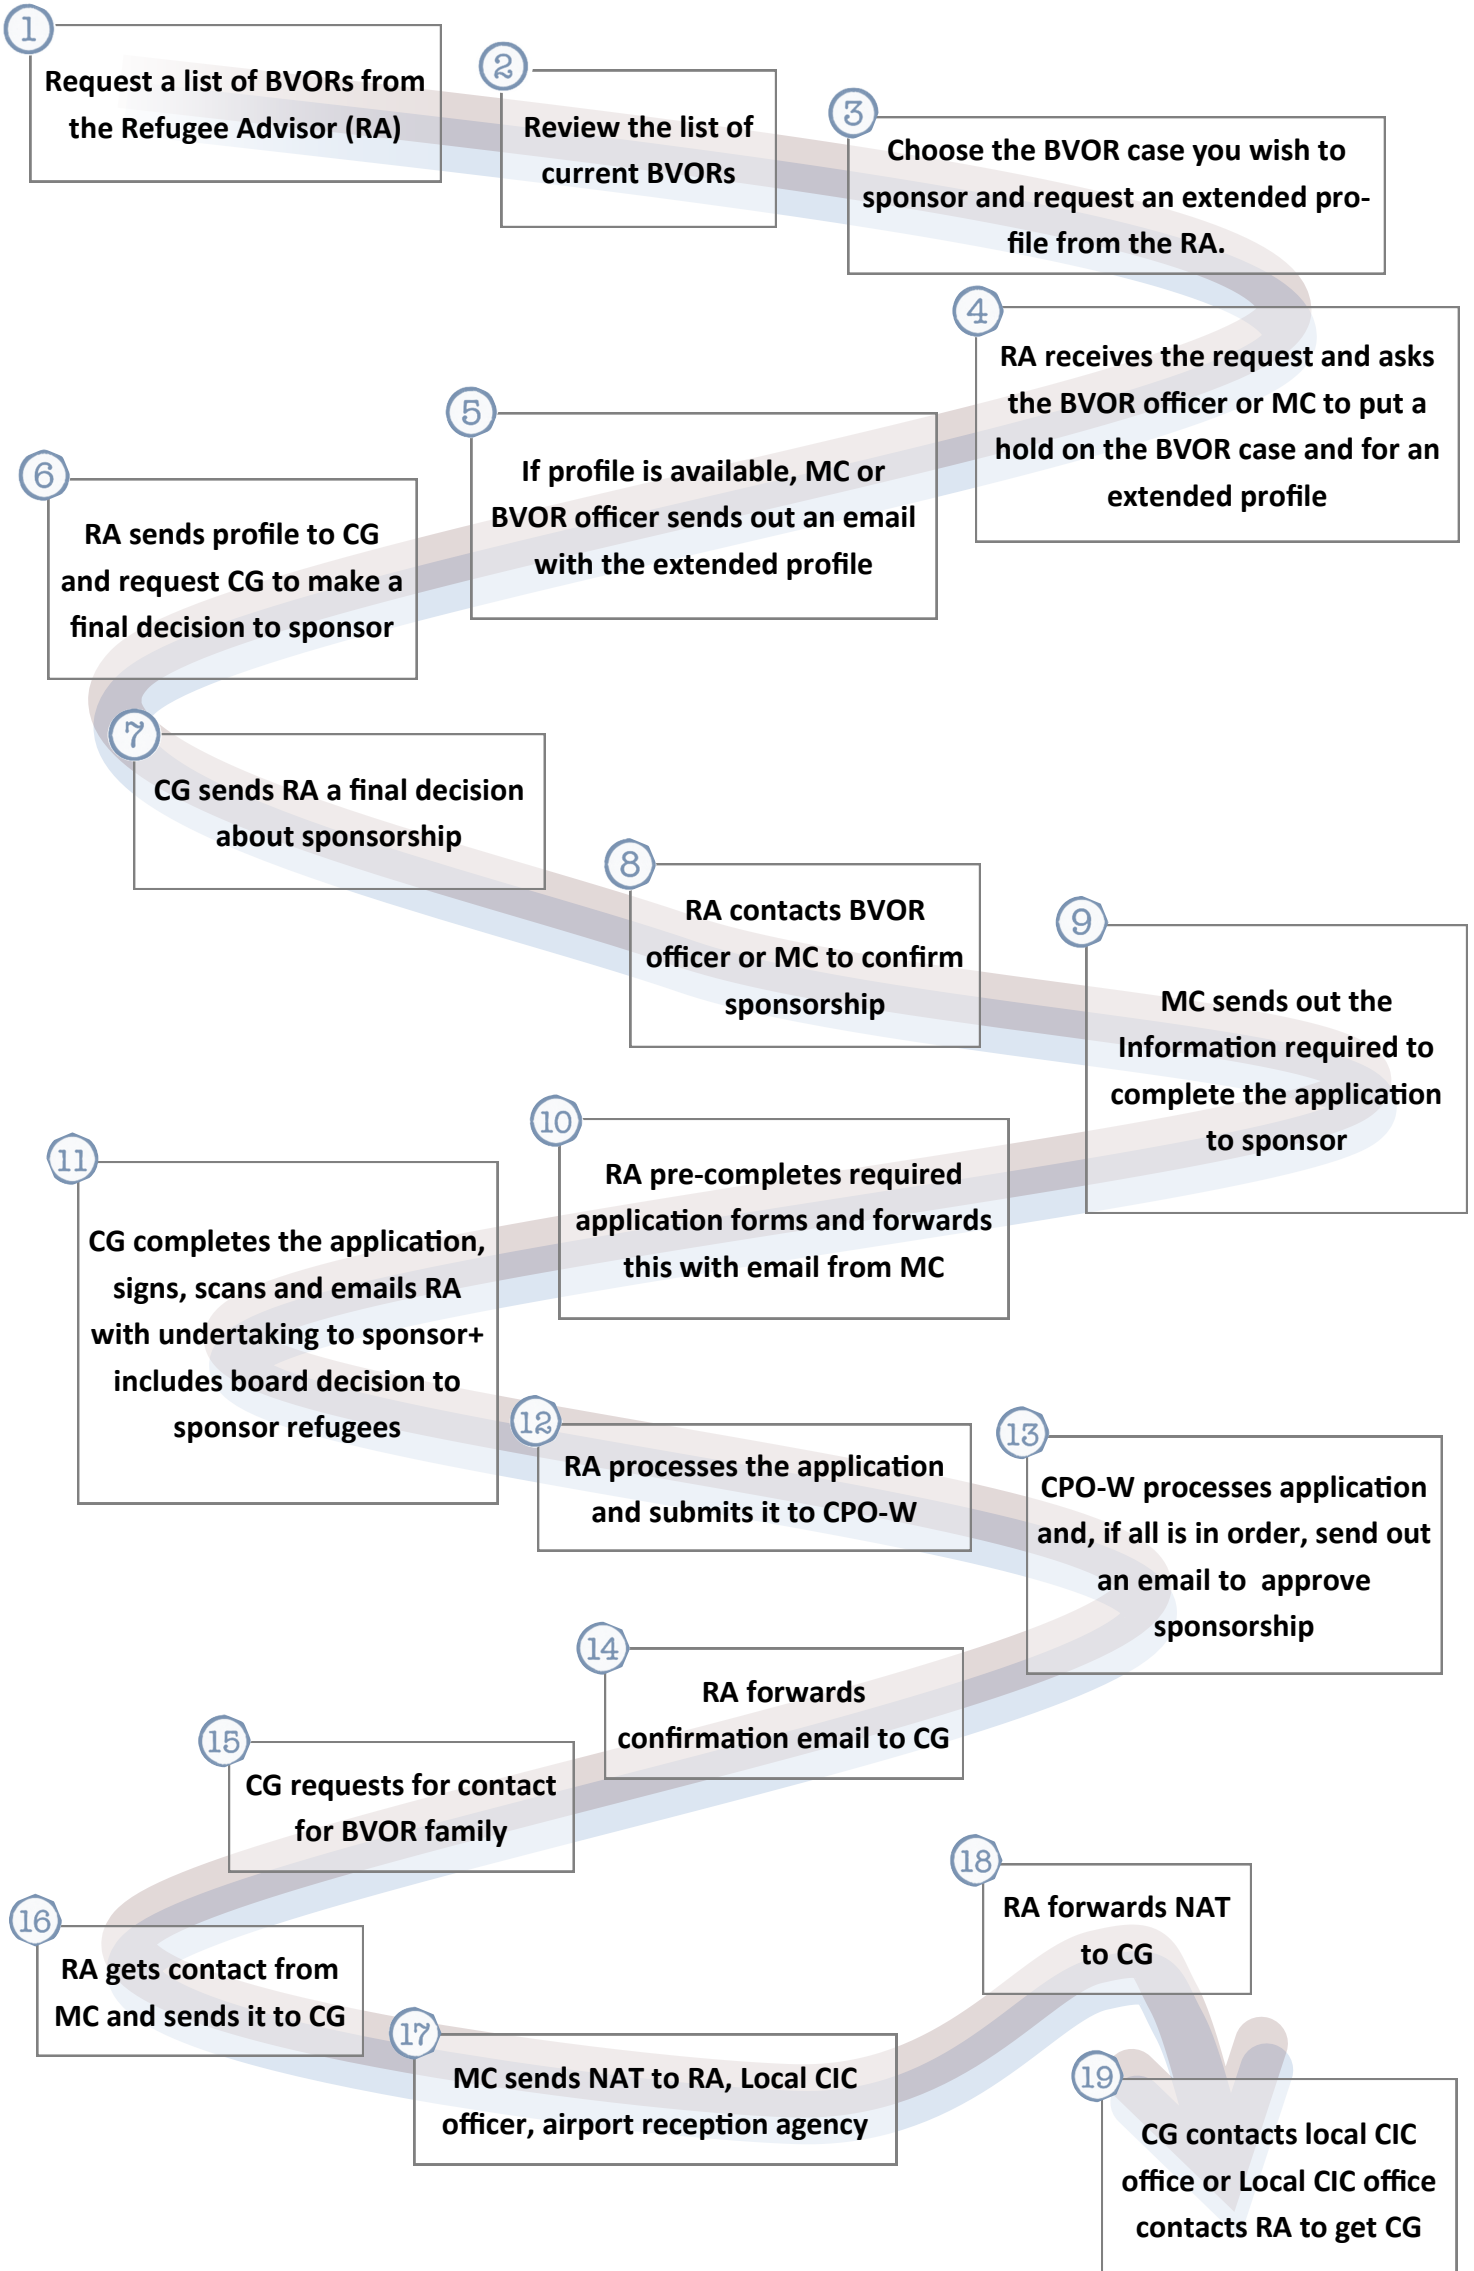 1
Request a list of BVORs from
the Refugee Advisor (RA)
2
Review the list of
current BVORs
3
Choose the BVOR case you wish to
sponsor and request an extended pro-
file from the RA.
4
RA receives the request and asks
the BVOR officer or MC to put a
hold on the BVOR case and for an
extended profile
5
If profile is available, MC or
BVOR officer sends out an email
with the extended profile
6
RA sends profile to CG
and request CG to make a
final decision to sponsor
7
CG sends RA a final decision
about sponsorship
8
RA contacts BVOR
officer or MC to confirm
sponsorship
9
MC sends out the
Information required to
complete the application
to sponsor
10
RA pre-completes required
application forms and forwards
this with email from MC
11
CG completes the application,
signs, scans and emails RA
with undertaking to sponsor+
includes board decision to
sponsor refugees
12
RA processes the application
and submits it to CPO-W
13
CPO-W processes application
and, if all is in order, send out
an email to approve
sponsorship
14
RA forwards
confirmation email to CG
15
CG requests for contact
for BVOR family
16
RA gets contact from
MC and sends it to CG
17
MC sends NAT to RA, Local CIC
officer, airport reception agency
18
RA forwards NAT
to CG
19
CG contacts local CIC
office or Local CIC office
contacts RA to get CG